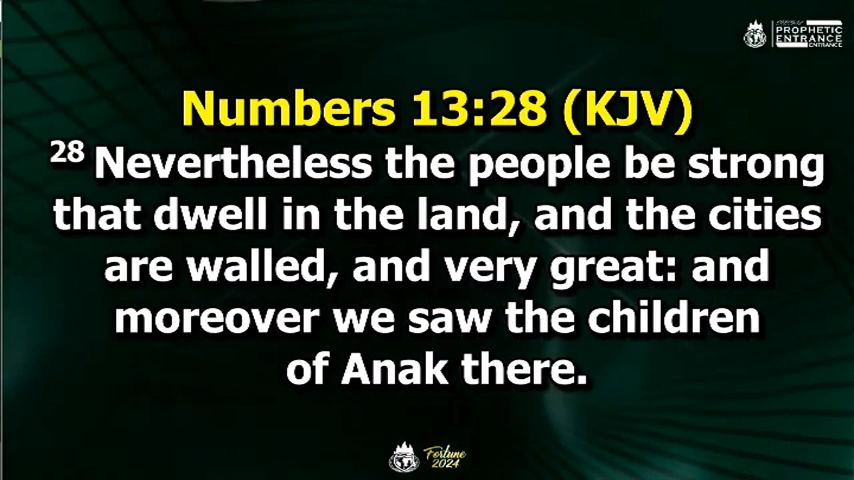 PROPHETIC
ENTRANCE
ENTRANCE
Numbers 13:28 (KJV)
28 Nevertheless the people be strong
that dwell in the land, and the cities
are walled, and very great: and
moreover we saw the children
of Anak there.
Fortune
2024